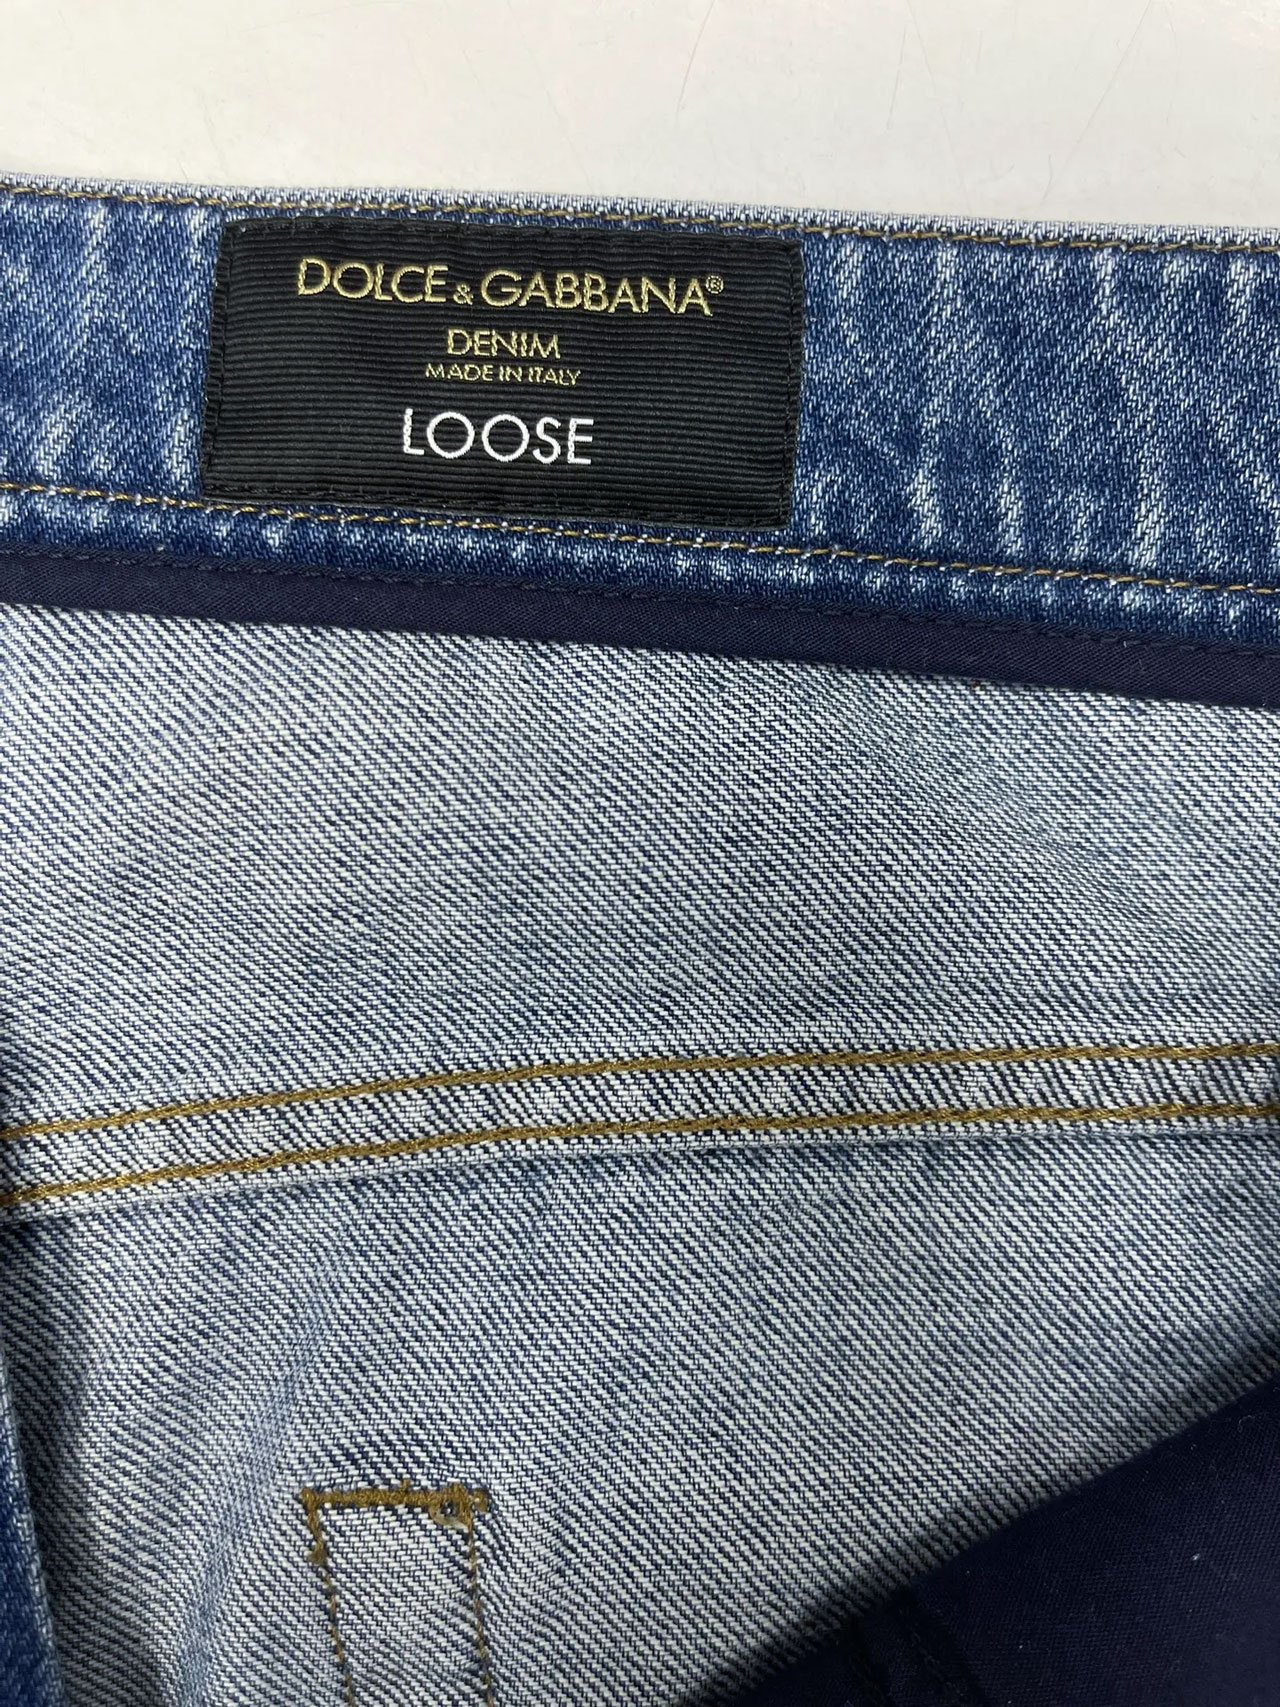 DOLCE & GABBANA®
DENIM
MADE IN ITALY
LOOSE